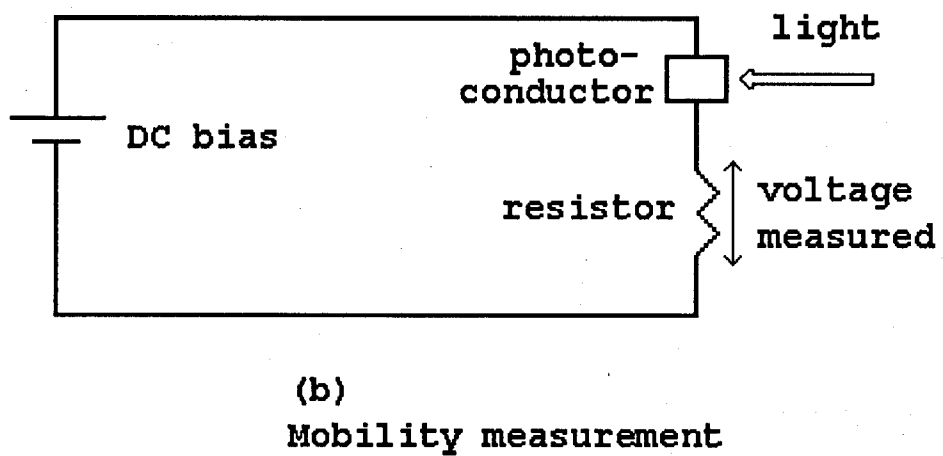 light
photo-
conductor
DC bias
resistor
voltage
measured
(b)
Mobility measurement